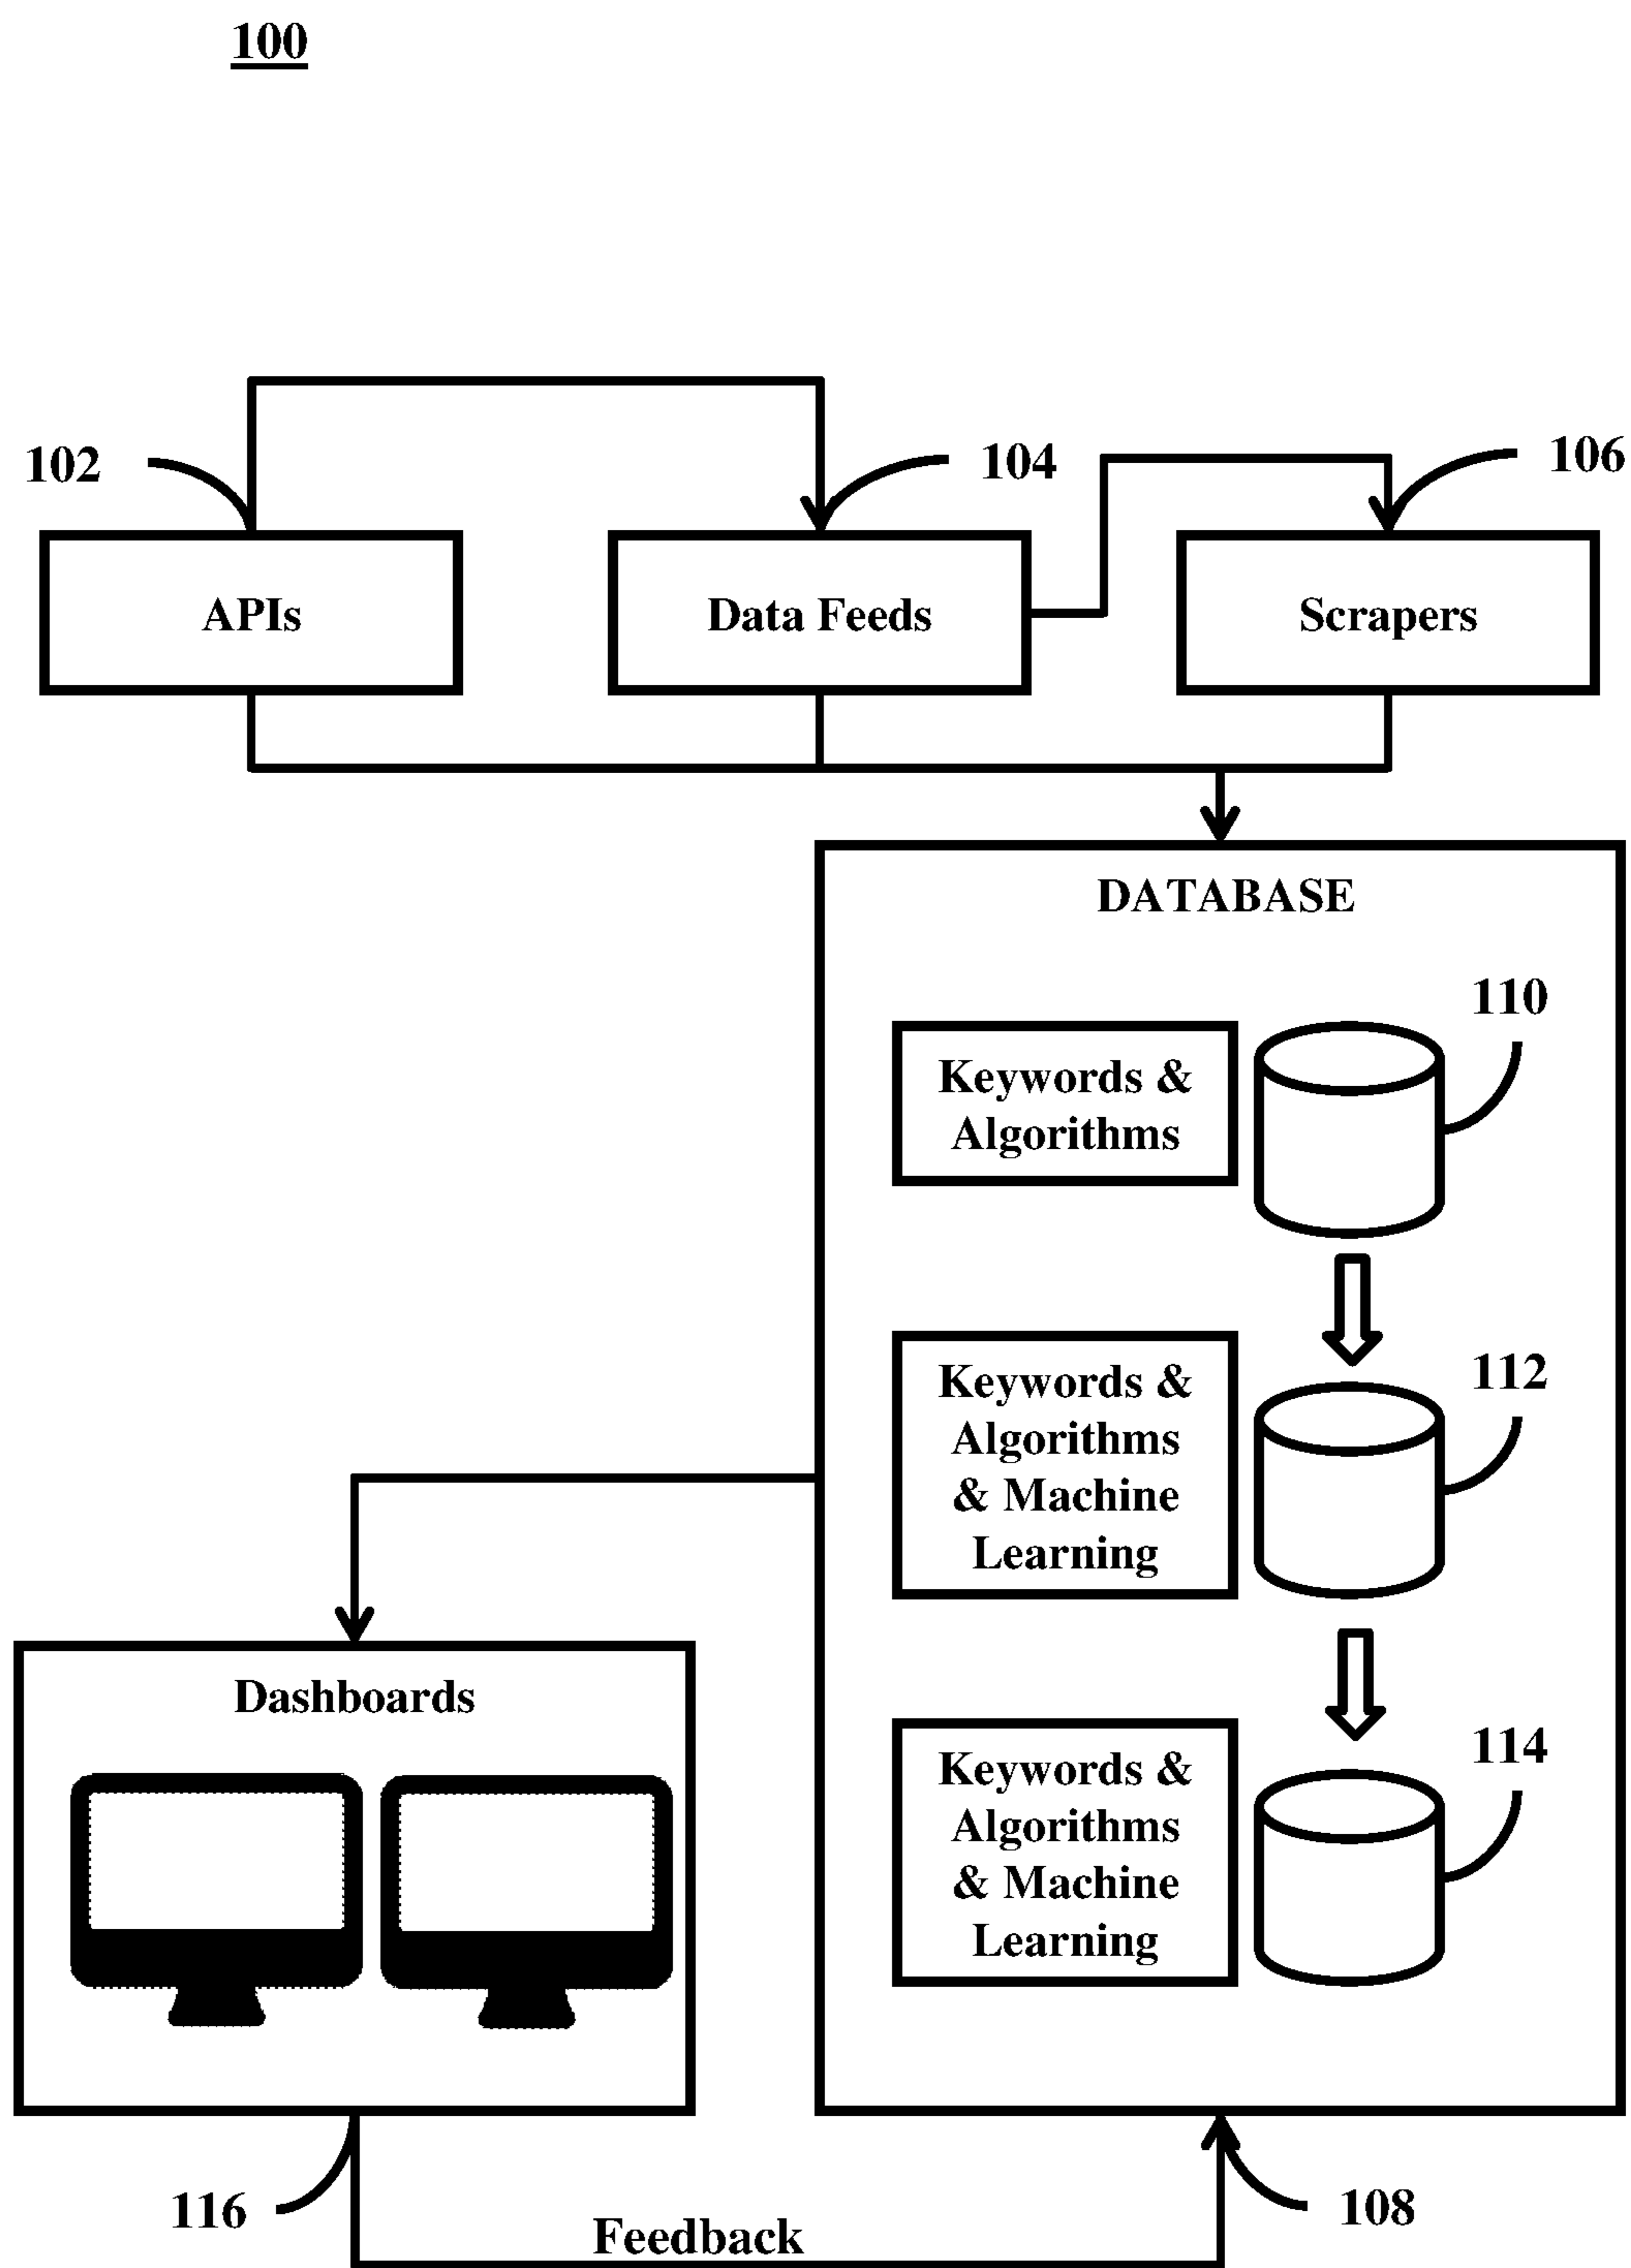 100
102
104
106
APIs
Data Feeds
Scrapers
DATABASE
110
Keywords &
Algorithms
112
Keywords &
Algorithms
& Machine
Learning
Dashboards
114
Keywords &
Algorithms
& Machine
Learning
116
Feedback
108